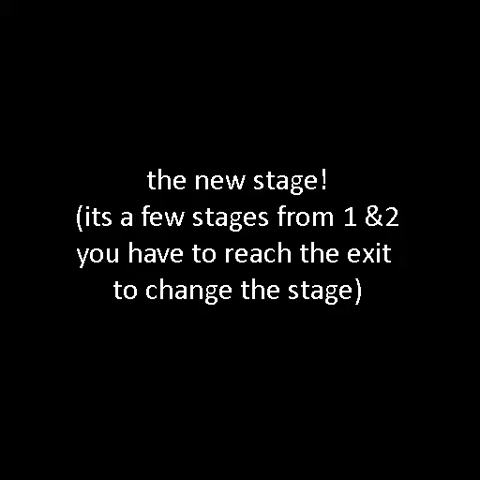 the new stage!
(its a few stages from 1 &2
you have to reach the exit
to change the stage)